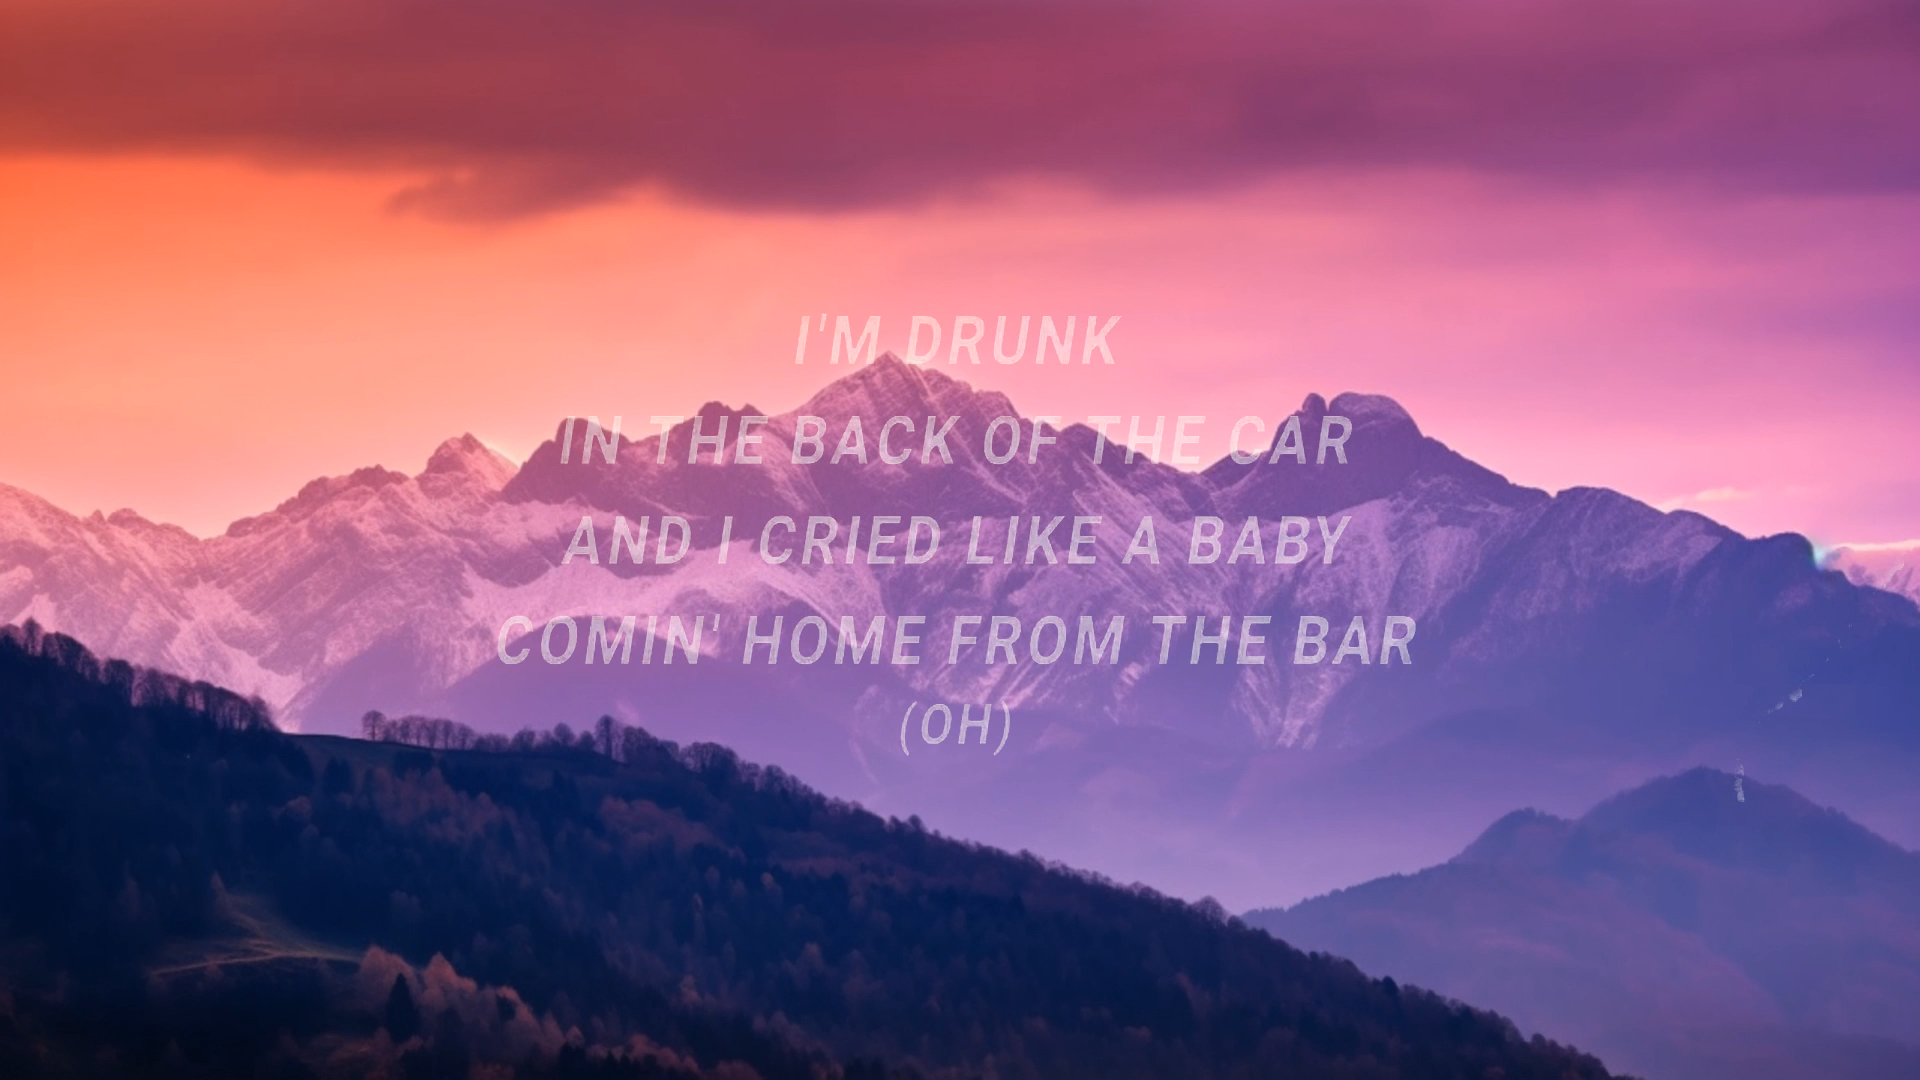 I'M DRUNK
IN THE BACK OF THE CAR
AND I CRIED LIKE A BABY
COMIN' HOME FROM THE BAR
(OH)